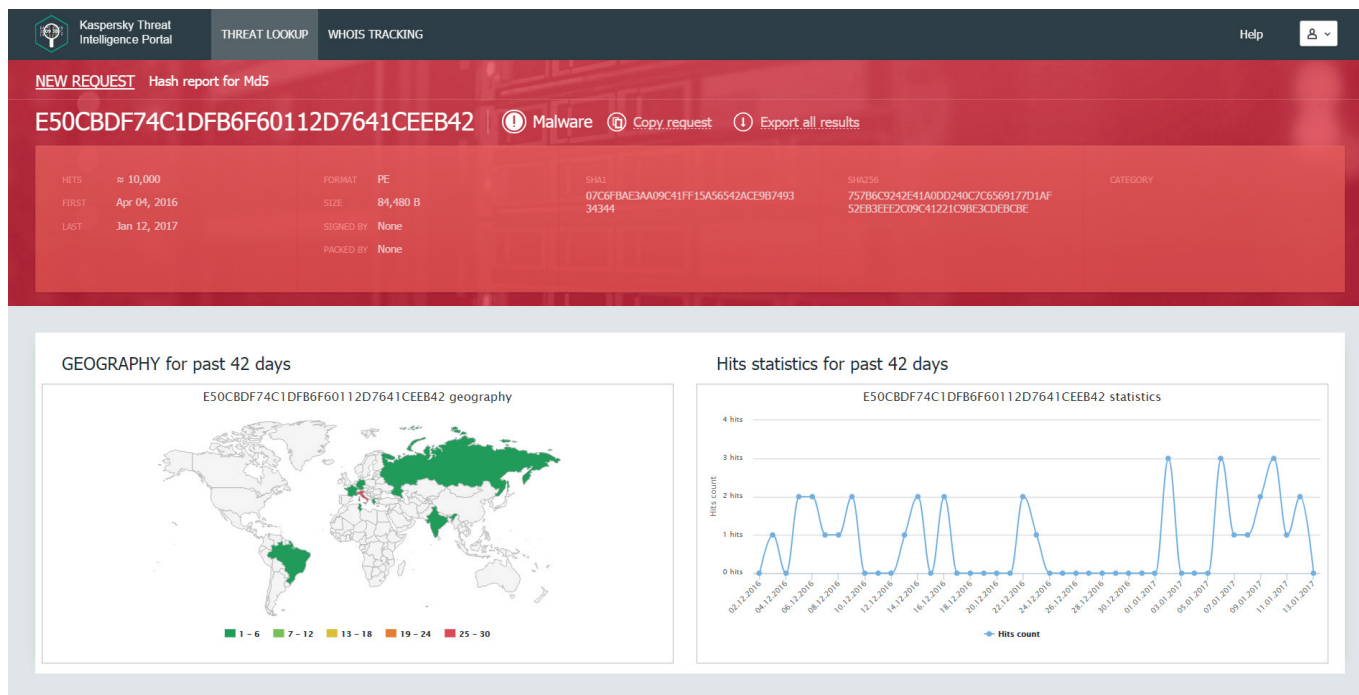 Kaspersky Threat
Intelligence Portal
THREAT LOOKUP
WHOIS TRACKING
Help
NEW REQUEST
Hash report for Md5
E50CBDF74C1DFB6F60112D7641CEEB42
Malware
Copy request
Export all results
HITS ≈ 10,000
FIRST Apr 04, 2016
LAST Jan 12, 2017
FORMAT PE
SIZE 84,480 B
SIGNED BY None
PACKED BY None
SHA1
07C6FBAE3AA09C41FF15A56542ACE9B7493
34344
SHA256
757B6C9242E41A0DD240C7C6569177D1AF
52EB3EEE2C09C41221C9BE3CDEBCBE
CATEGORY
GEOGRAPHY for past 42 days
E50CBDF74C1DFB6F60112D7641CEEB42 geography
1 – 6
7 – 12
13 – 18
19 – 24
25 – 30
Hits statistics for past 42 days
E50CBDF74C1DFB6F60112D7641CEEB42 statistics
Hits count
4 hits
3 hits
2 hits
1 hits
0 hits
02.12.2016
04.12.2016
06.12.2016
08.12.2016
10.12.2016
12.12.2016
14.12.2016
16.12.2016
18.12.2016
20.12.2016
22.12.2016
24.12.2016
26.12.2016
28.12.2016
30.12.2016
01.01.2017
03.01.2017
05.01.2017
07.01.2017
09.01.2017
11.01.2017
13.01.2017
Hits count